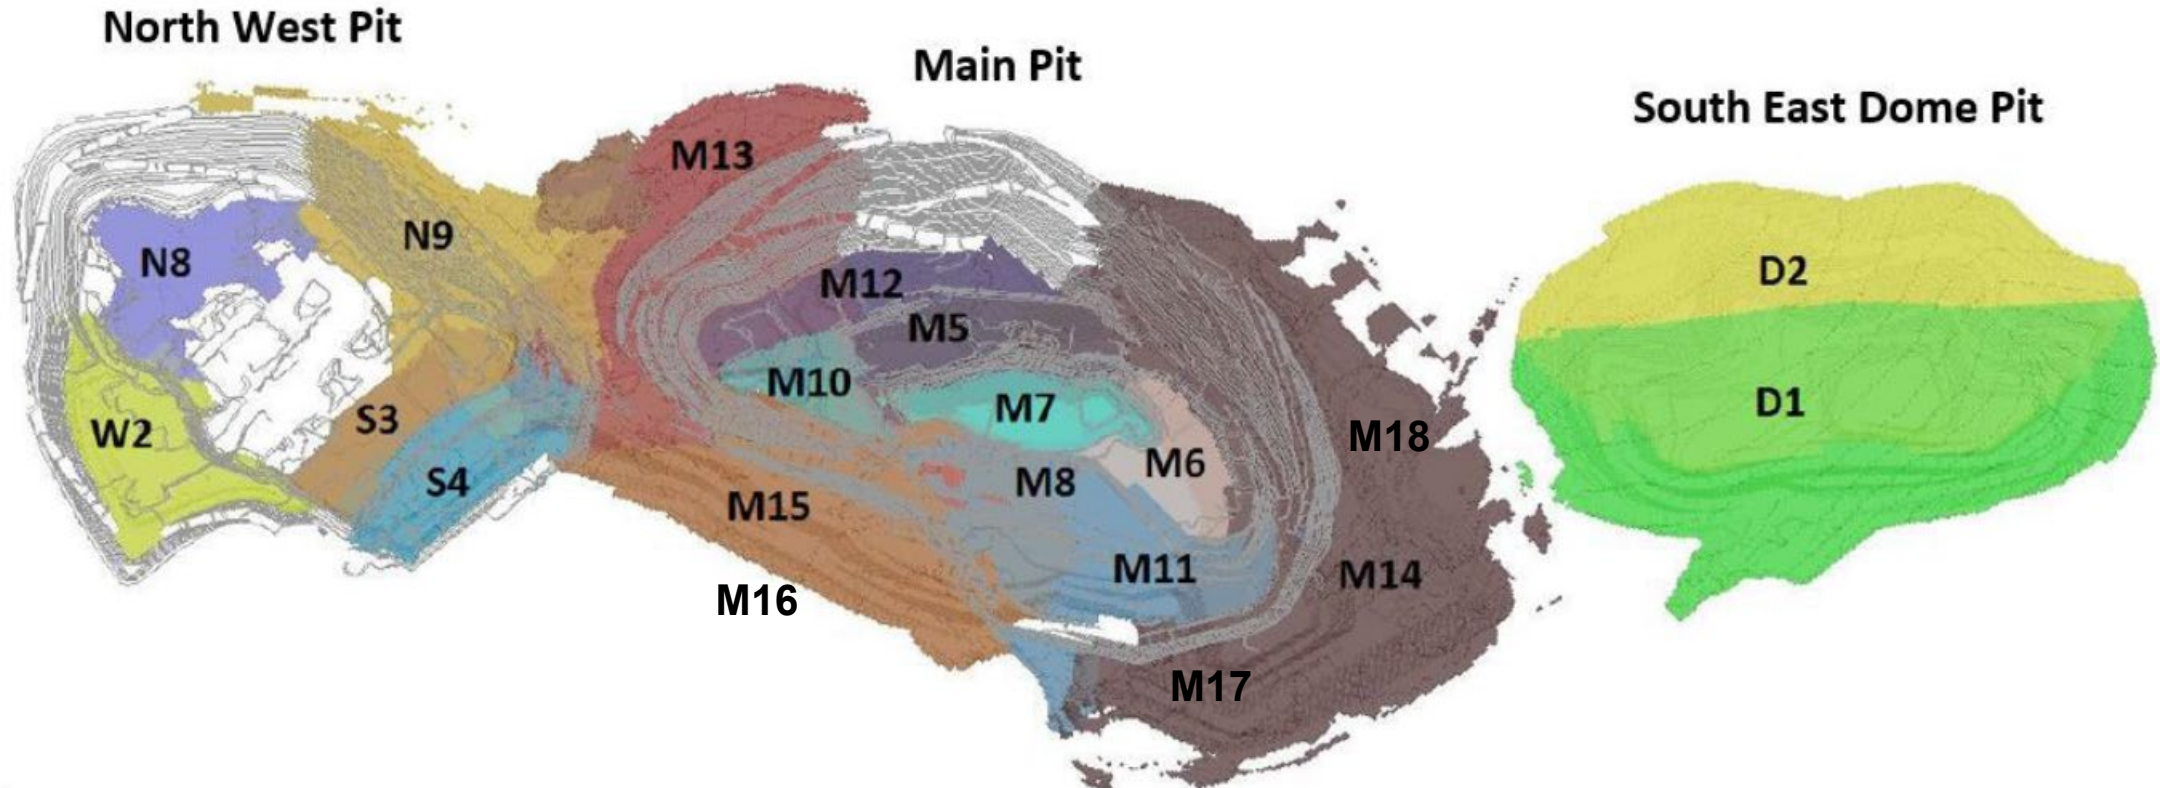 North West Pit
Main Pit
South East Dome Pit
M13
N9
N8
D2
M12
M5
M10
M7
D1
S3
W2
M18
M6
S4
M8
M15
M11
M14
M16
M17